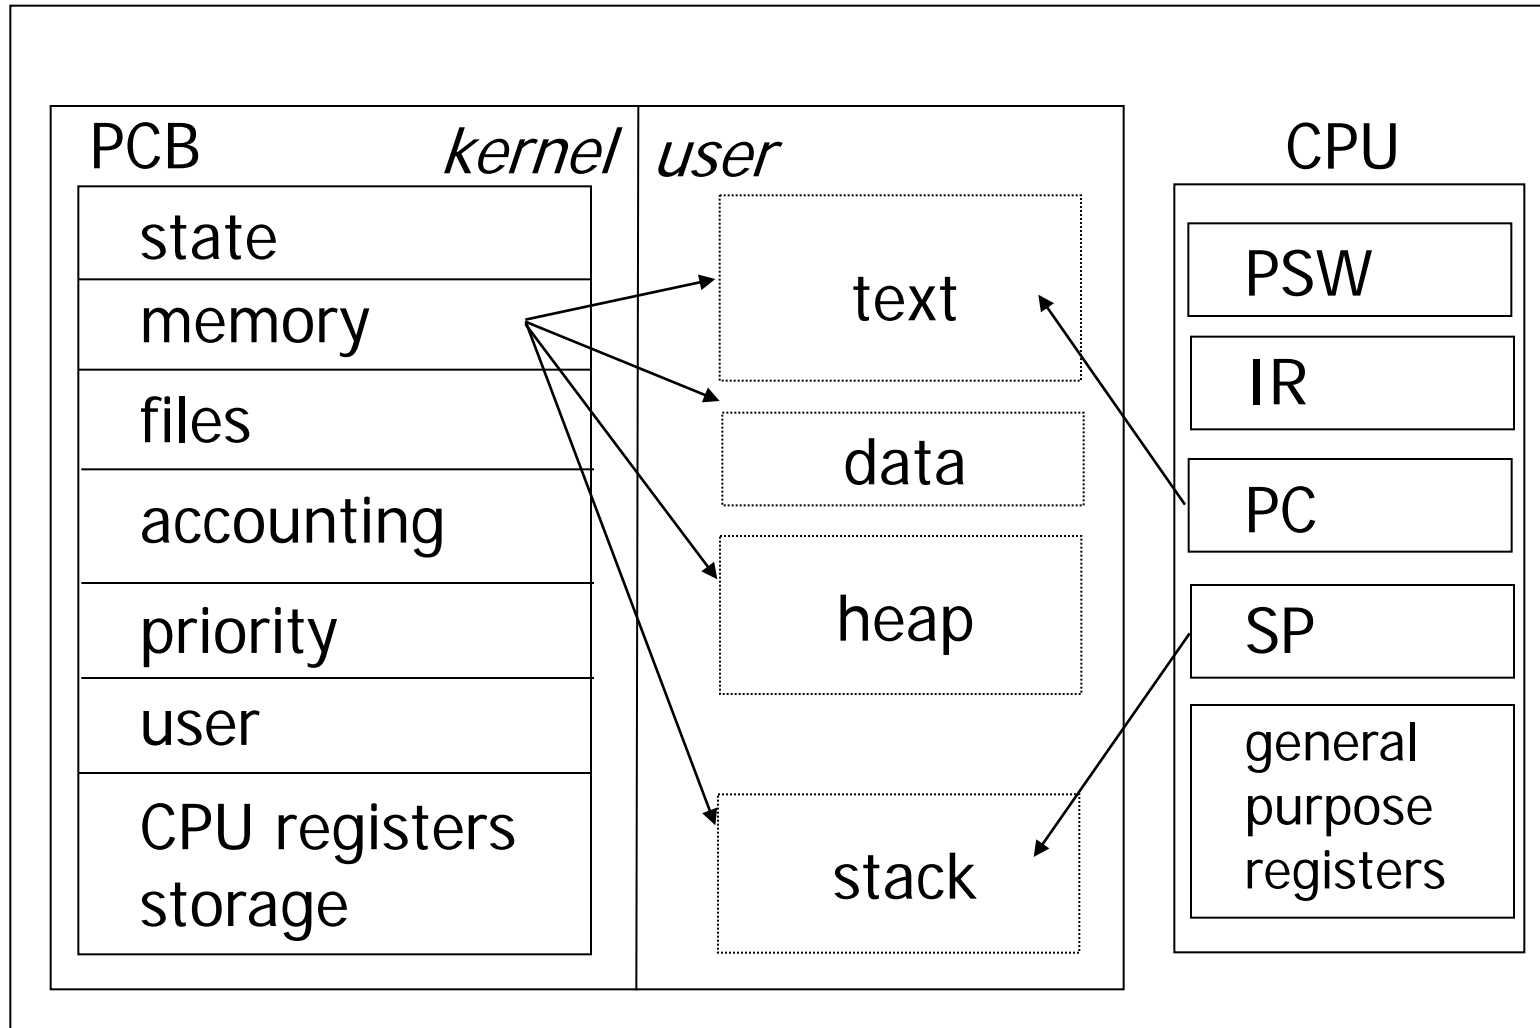 PCB
kernel
state
memory
files
accounting
priority
user
CPU registers
storage
user
text
data
heap
stack
CPU
PSW
IR
PC
SP
general
purpose
registers